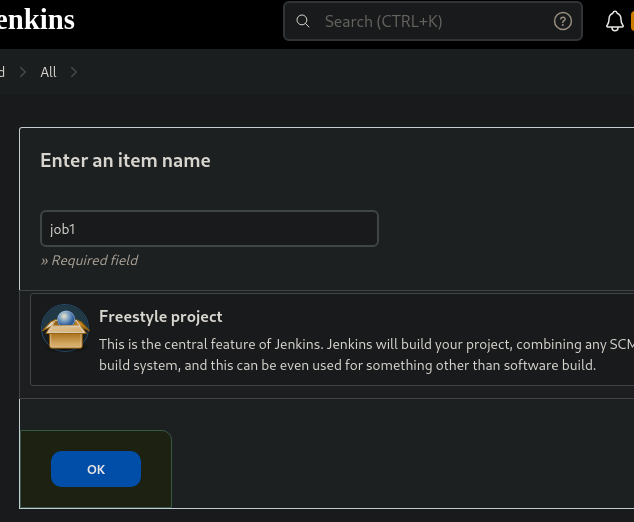 enkins
Search (CTRL+K)
d > All >
Enter an item name
job1
» Required field
Freestyle project
This is the central feature of Jenkins. Jenkins will build your project, combining any SCM
build system, and this can be even used for something other than software build.
OK